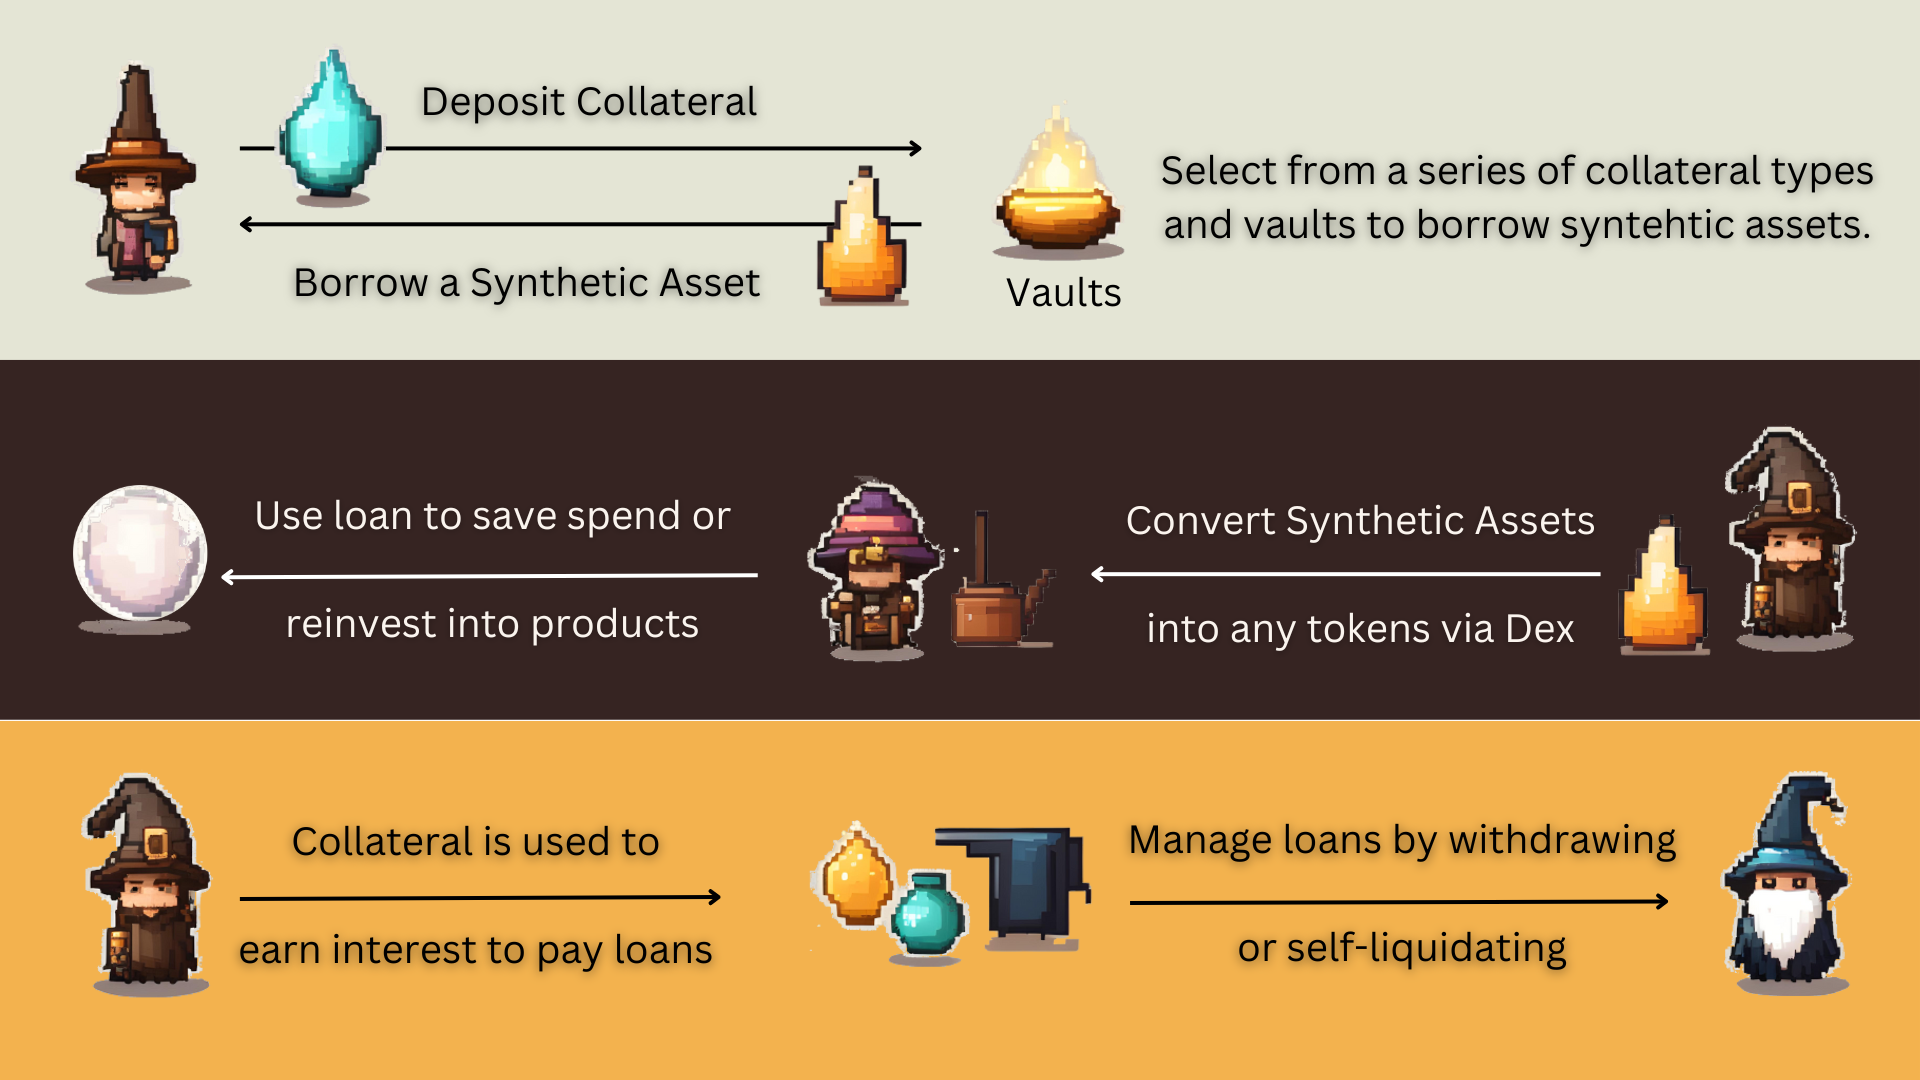 Deposit Collateral
Borrow a Synthetic Asset
Vaults
Select from a series of collateral types
and vaults to borrow syntehtic assets.
Use loan to save spend or
reinvest into products
Convert Synthetic Assets
into any tokens via Dex
Collateral is used to
earn interest to pay loans
Manage loans by withdrawing
or self-liquidating